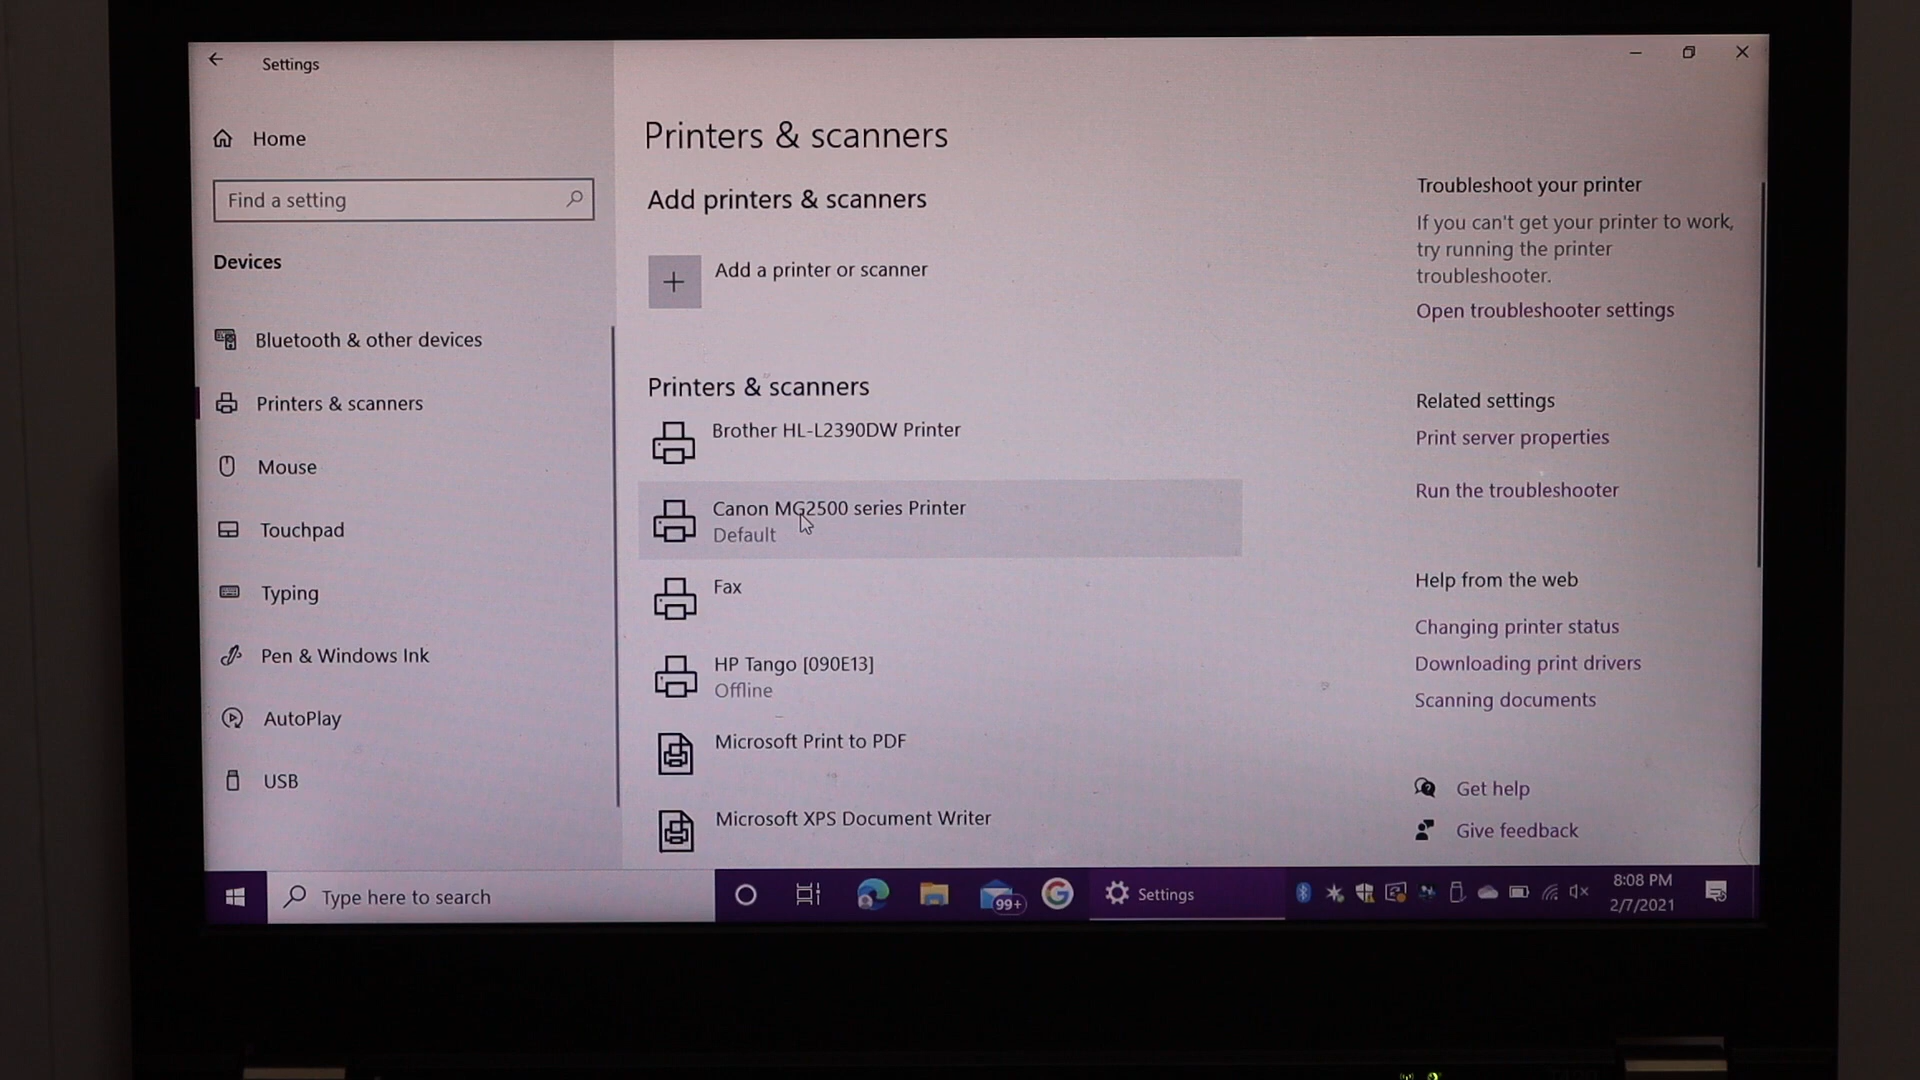 Settings
Home
Find a setting
Devices
Bluetooth & other devices
Printers & scanners
Mouse
Touchpad
Typing
Pen & Windows Ink
AutoPlay
USB
Printers & scanners
Add printers & scanners
Add a printer or scanner
Printers & scanners
Brother HL-L2390DW Printer
Canon MG2500 series Printer
Default
Fax
HP Tango [090E13]
Offline
Microsoft Print to PDF
Microsoft XPS Document Writer
Troubleshoot your printer
If you can't get your printer to work,
try running the printer
troubleshooter.
Open troubleshooter settings
Related settings
Print server properties
Run the troubleshooter
Help from the web
Changing printer status
Downloading print drivers
Scanning documents
Get help
Give feedback
Type here to search
99+
G
Settings
8:08 PM
2/7/2021